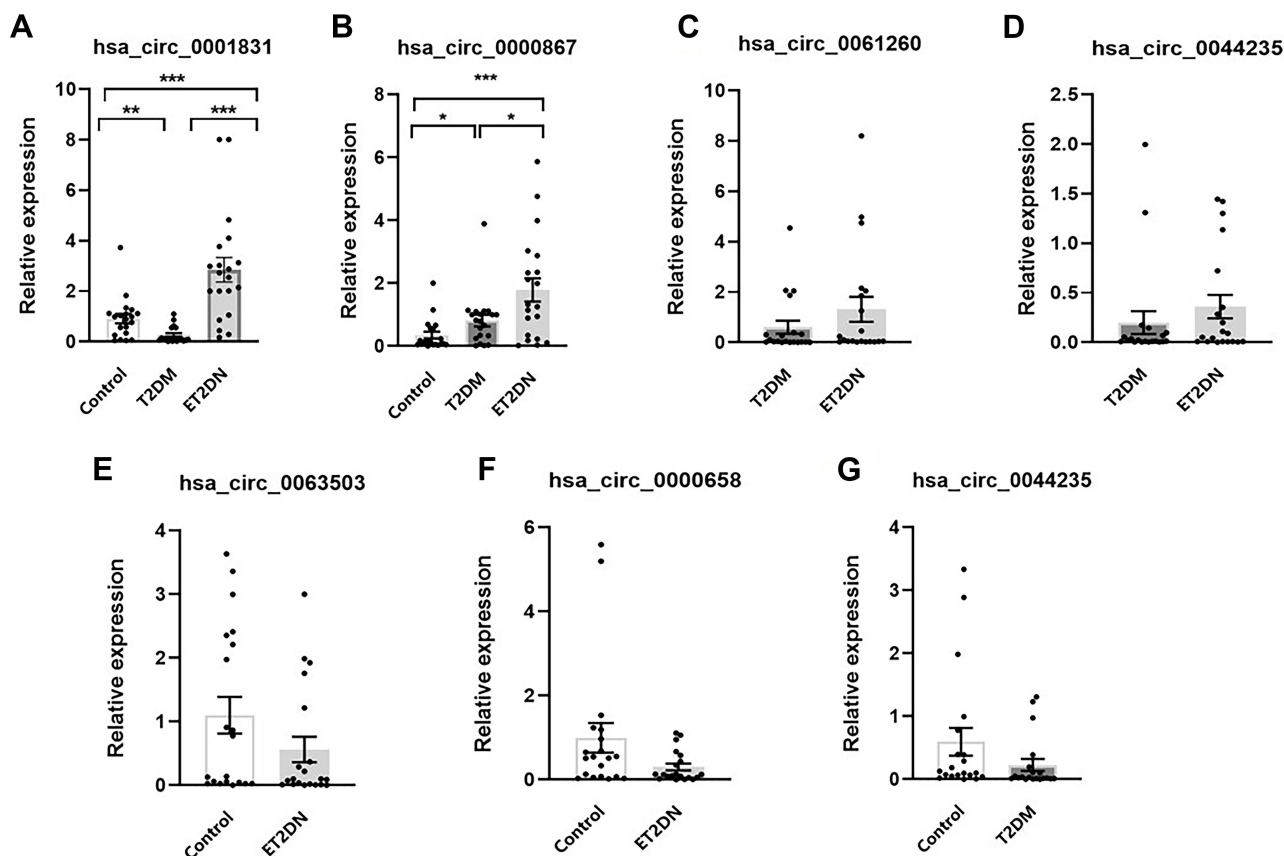 A
hsa_circ_0001831
***
**
***
Relative expression
10
8
6
4
2
0
Control
T2DM
ET2DN
B
hsa_circ_0000867
***
*
*
Relative expression
8
6
4
2
0
Control
T2DM
ET2DN
C
hsa_circ_0061260
Relative expression
10
8
6
4
2
0
T2DM
ET2DN
D
hsa_circ_0044235
Relative expression
2.5
2.0
1.5
1.0
0.5
0.0
T2DM
ET2DN
E
hsa_circ_0063503
Relative expression
4
3
2
1
0
Control
ET2DN
F
hsa_circ_0000658
Relative expression
6
4
2
0
Control
ET2DN
G
hsa_circ_0044235
Relative expression
4
3
2
1
0
Control
T2DM